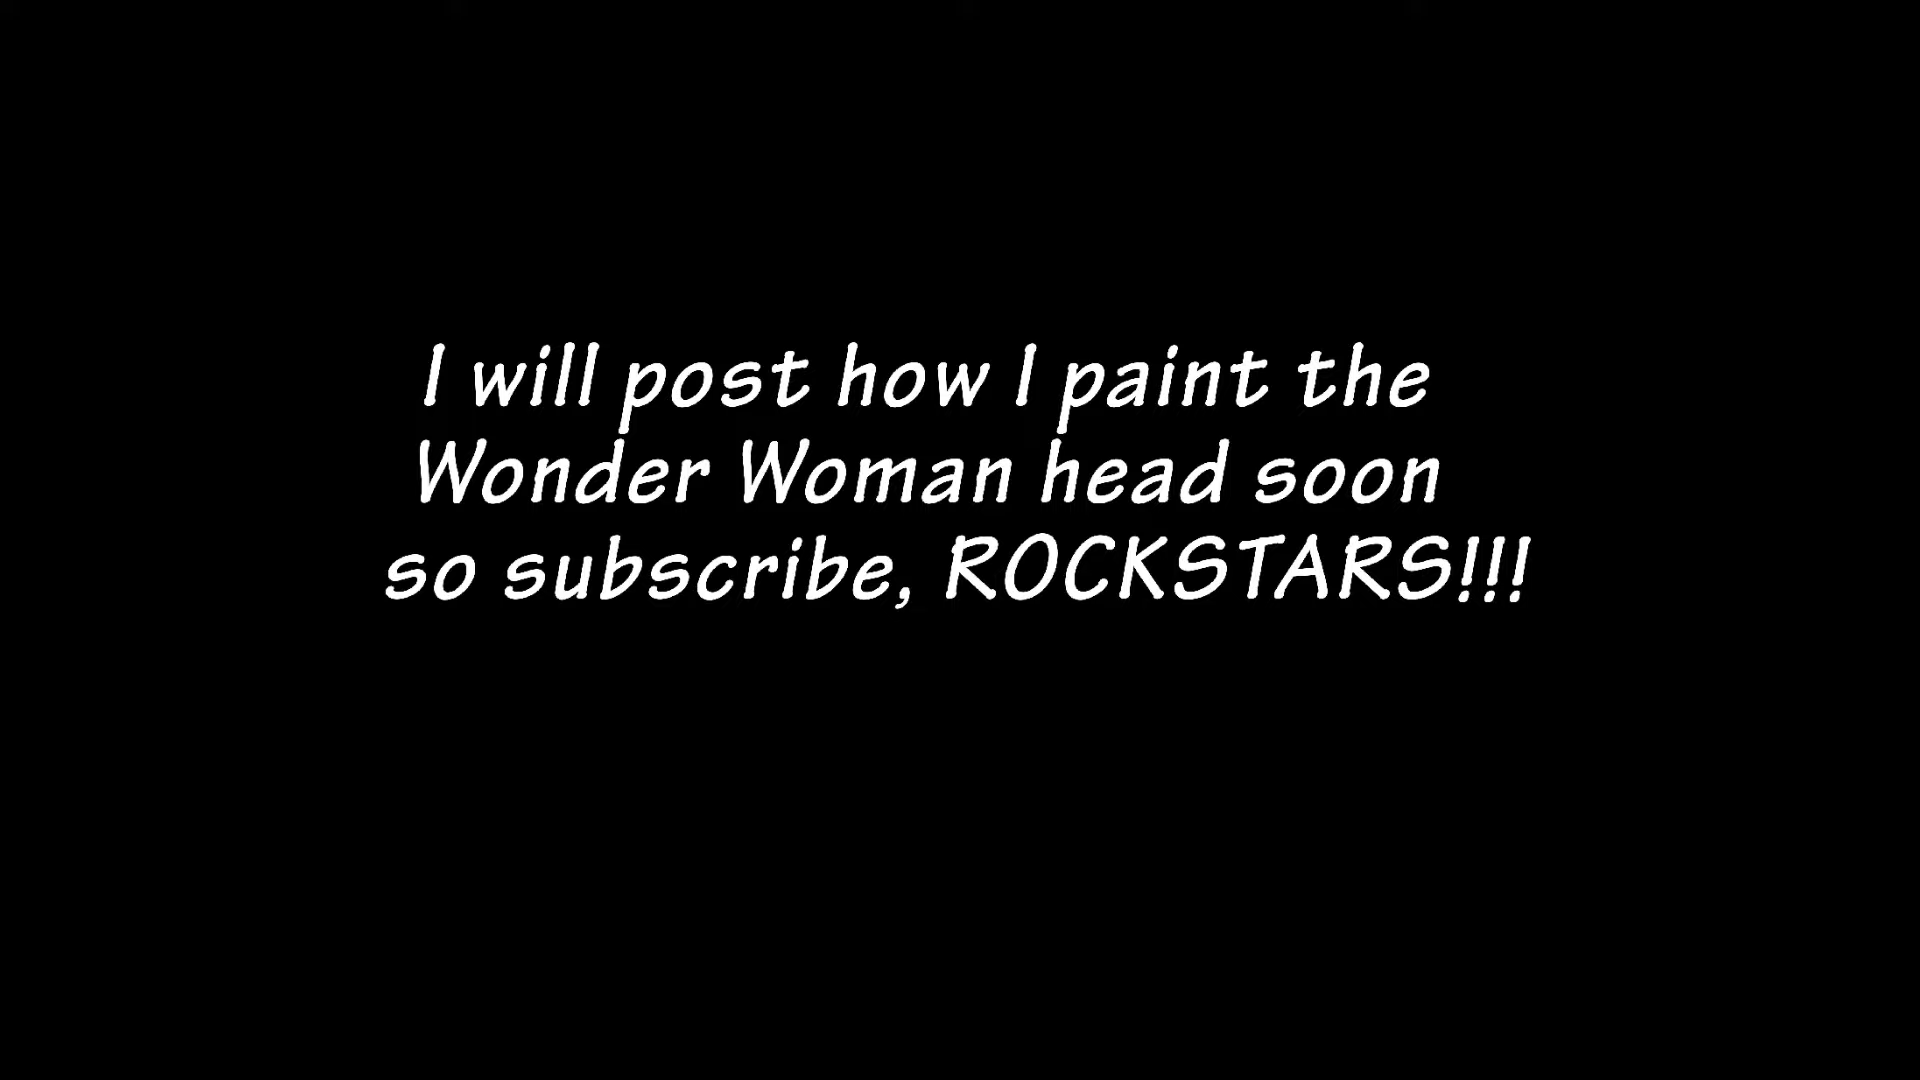 I will post how I paint the
Wonder Woman head soon
so subscribe, ROCKSTARS!!!